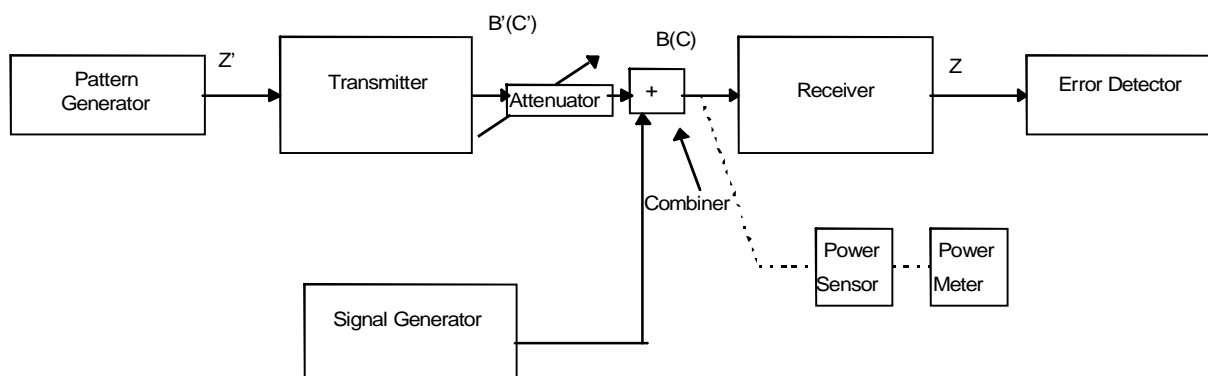 B’(C’)
B(C)
Z’
Z
Pattern
Generator
Transmitter
Attenuator
+
Receiver
Error Detector
Combiner
Power
Sensor
Power
Meter
Signal Generator